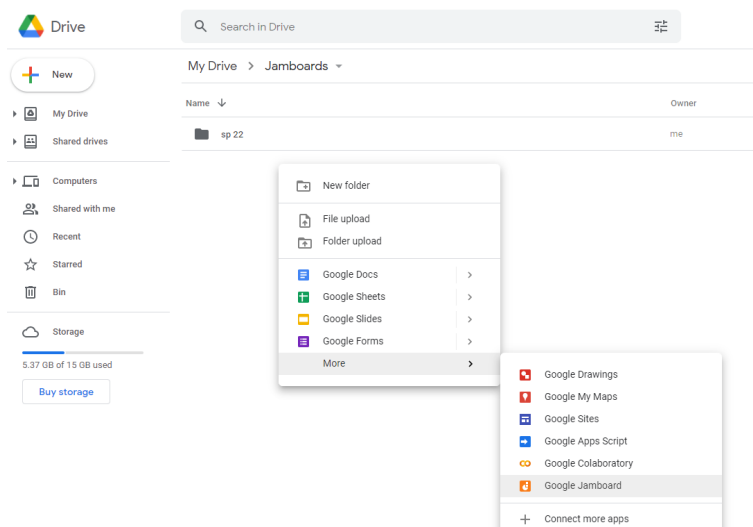 Drive
Search in Drive
New
My Drive > Jamboards
Name
Owner
sp 22
me
My Drive
Shared drives
Computers
Shared with me
Recent
Starred
Bin
Storage
5.37 GB of 15 GB used
Buy storage
New folder
File upload
Folder upload
Google Docs
Google Sheets
Google Slides
Google Forms
More
Google Drawings
Google My Maps
Google Sites
Google Apps Script
Google Colaboratory
Google Jamboard
Connect more apps